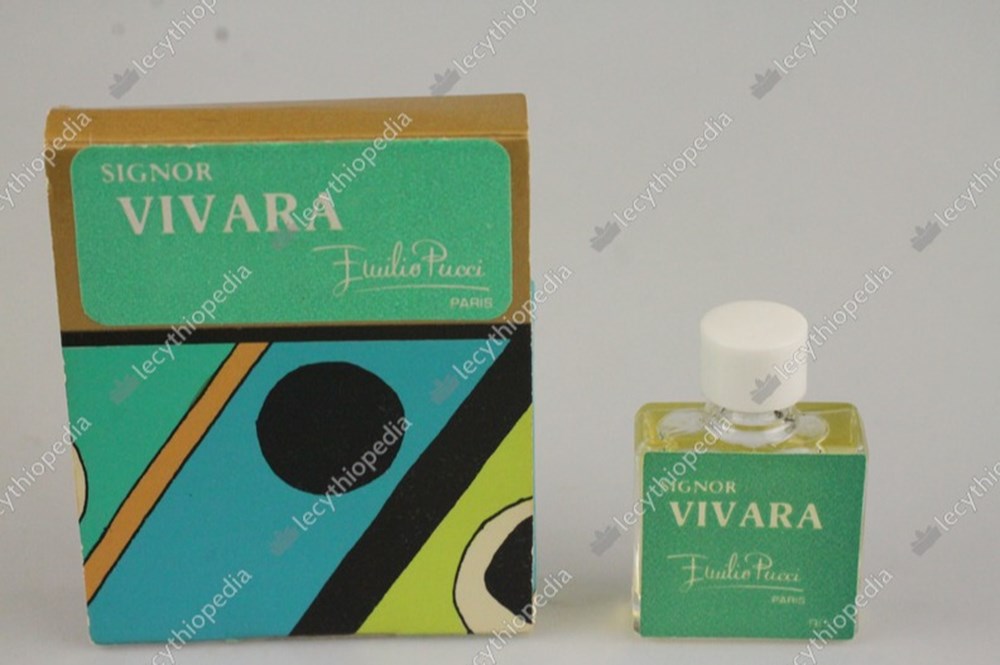 SIGNOR
VIVARA
Emilio Pucci
PARIS
SIGNOR
VIVARA
Emilio Pucci
PARIS
lecythiopedia